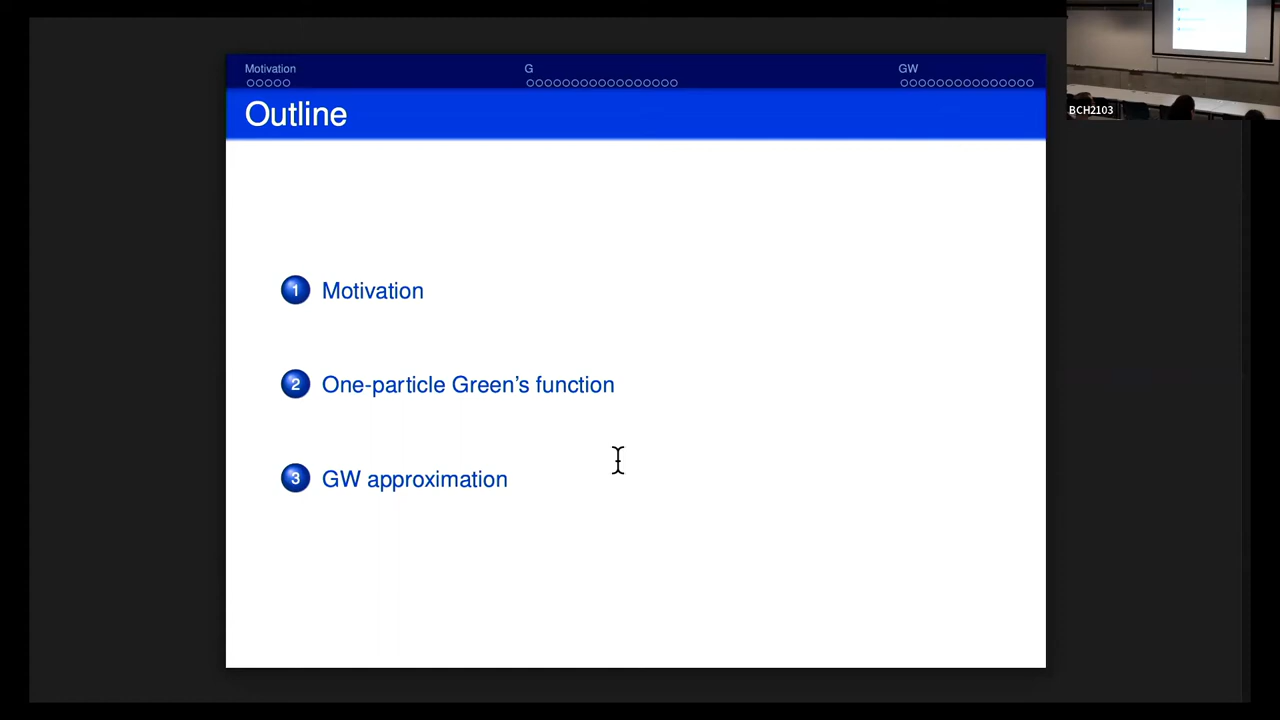 Motivation
G
GW
Outline
BCH2103
1 Motivation
2 One-particle Green's function
3 GW approximation